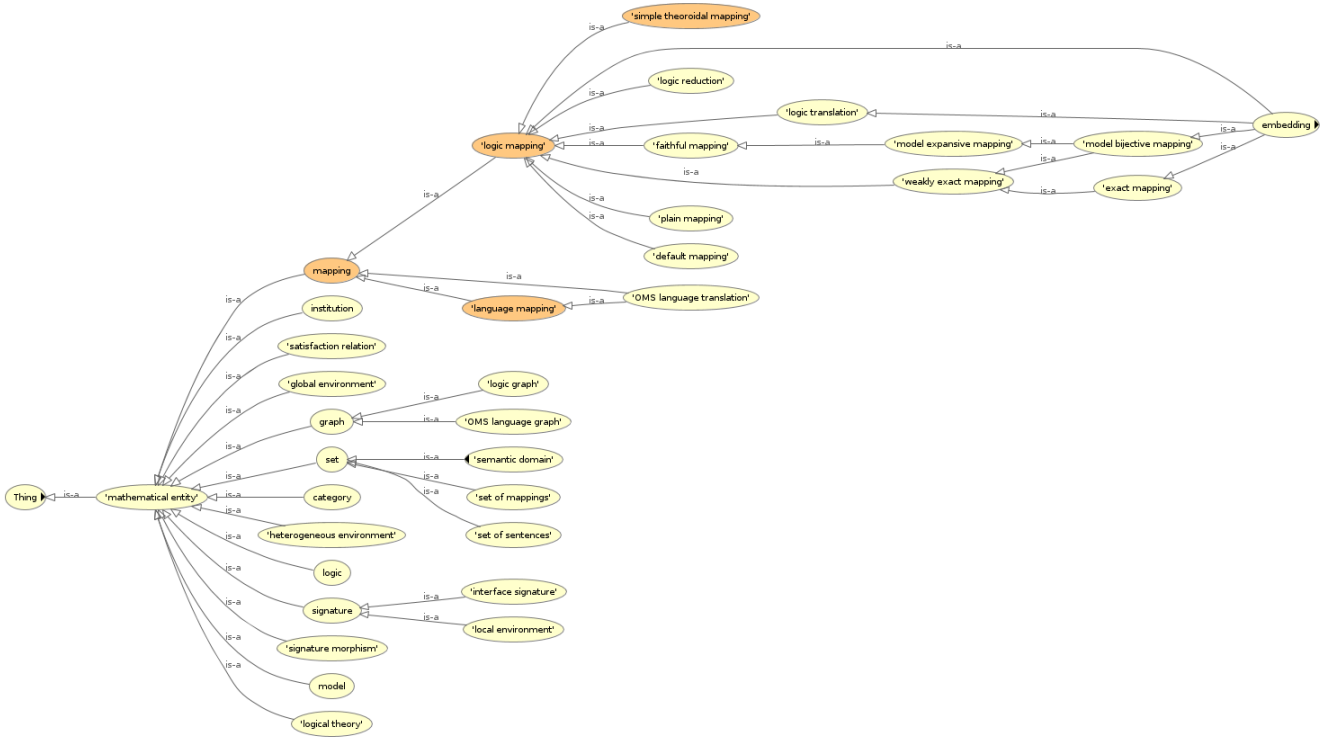 'simple theoroidal mapping'
is-a
is-a
'logic reduction'
is-a
'logic translation'
is-a
embedding
is-a
'logic mapping'
is-a
'faithful mapping'
is-a
'model expansive mapping'
is-a
'model bijective mapping'
is-a
is-a
is-a
is-a
'weakly exact mapping'
is-a
'exact mapping'
is-a
is-a
'plain mapping'
is-a
'default mapping'
mapping
is-a
is-a
is-a
'OMS language translation'
'language mapping'
is-a
institution
is-a
'satisfaction relation'
is-a
'global environment'
is-a
'logic graph'
is-a
graph
is-a
'OMS language graph'
is-a
set
is-a
'semantic domain'
is-a
is-a
'set of mappings'
is-a
Thing
is-a
'mathematical entity'
is-a
category
is-a
'heterogeneous environment'
'set of sentences'
is-a
logic
is-a
signature
is-a
'interface signature'
is-a
'local environment'
is-a
'signature morphism'
is-a
model
is-a
'logical theory'